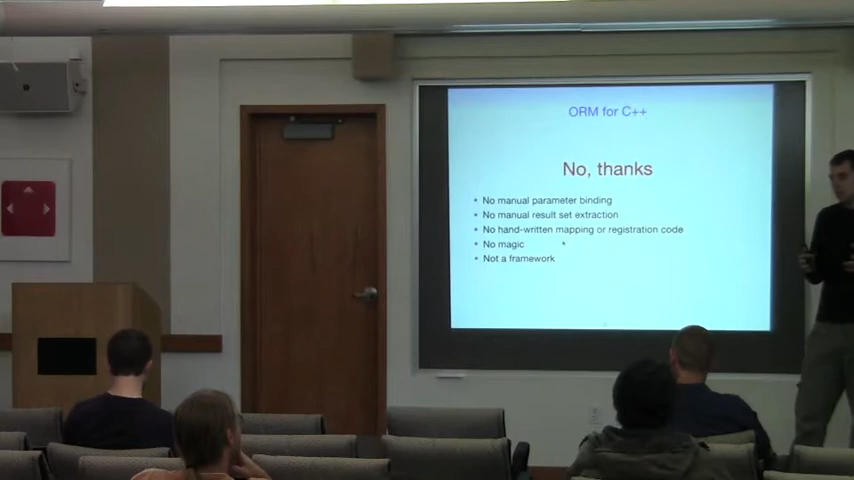 ORM for C++
No, thanks
No manual parameter binding
No manual result set extraction
No hand-written mapping or registration code
No magic
Not a framework